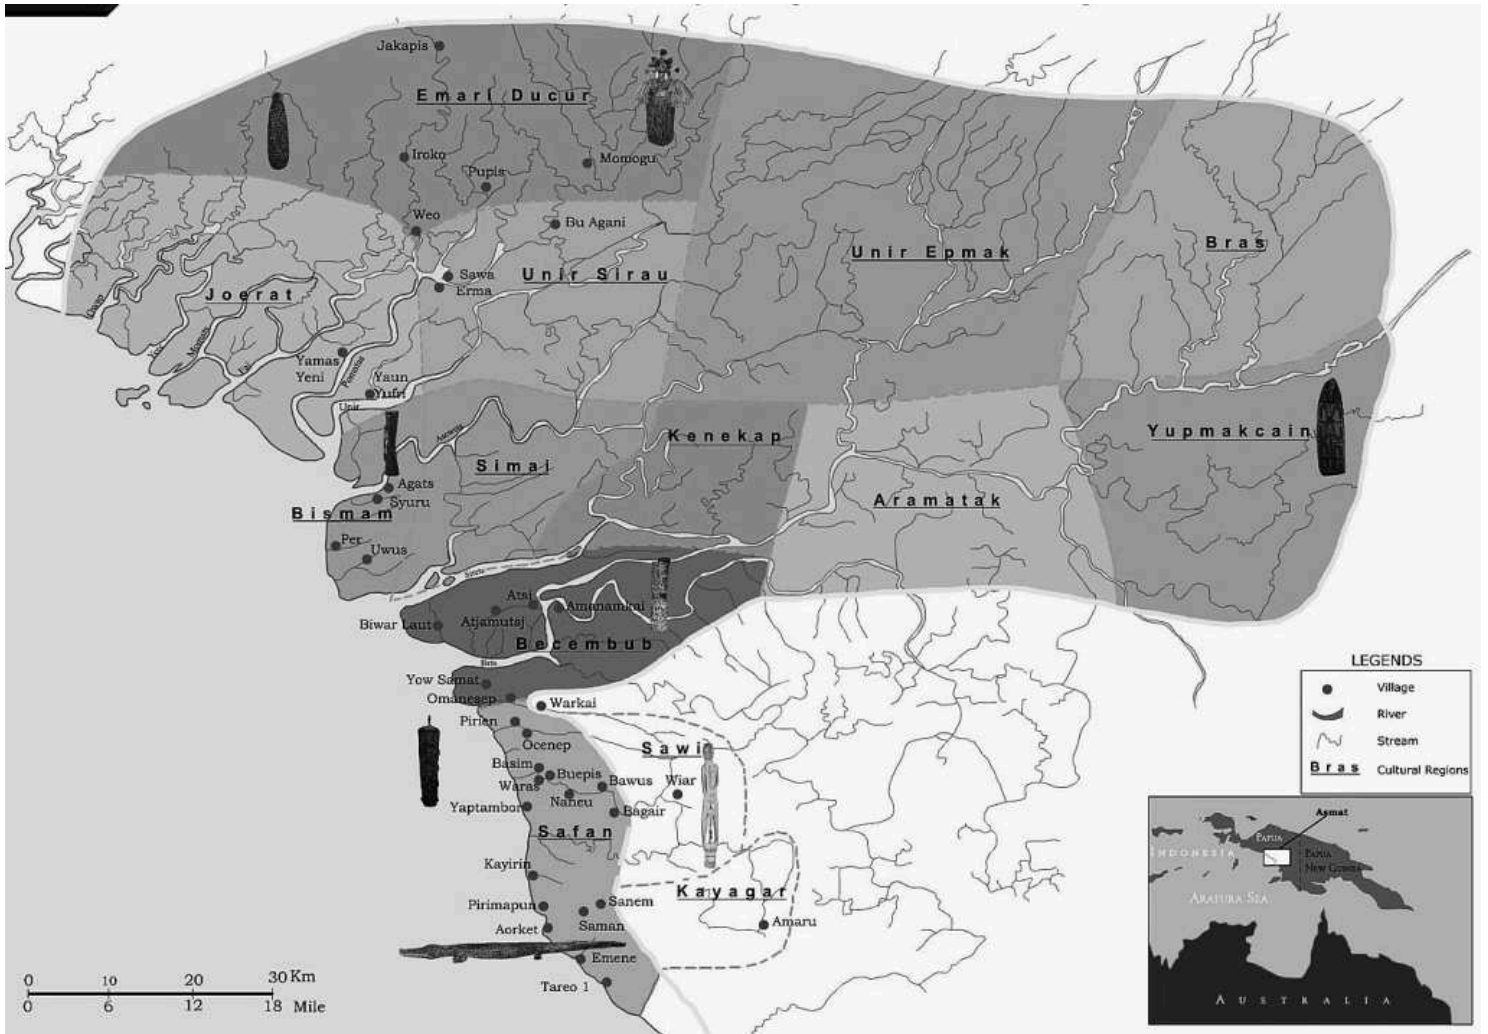 Jakapis
Emari Ducur
Iroko
Momogu
Pupis
Weo
Bu Agani
Unir Epmak
Bras
Sawa
Unir Sirau
Erma
Joerat
Yamas
Yeni
Yaun
Yufri
Unir
Fai
Kenekap
Yupmakcain
Simai
Agats
Syuru
Aramatak
Bismam
Per
Uwus
Atsj
Amanamkai
Atjamutsj
Biwar Laut
Becembub
Yow Samat
Omanesep
Warkai
Pirien
Ocenep
Sawi
Basim
Buepis
Bawus
Wiar
Waras
Naheu
Yaptambor
Bagair
Safan
Kayirin
Kayagar
Pirimapun
Sanem
Amaru
Aorket
Saman
Emene
Tareo 1
0 10 20 30 Km
0 6 12 18 Mile
LEGENDS
Village
River
Stream
Bras Cultural Regions
Asmat
PAPUA
INDONESIA
PAPUA
NEW GUINEA
ARAFURA SEA
AUSTRALIA